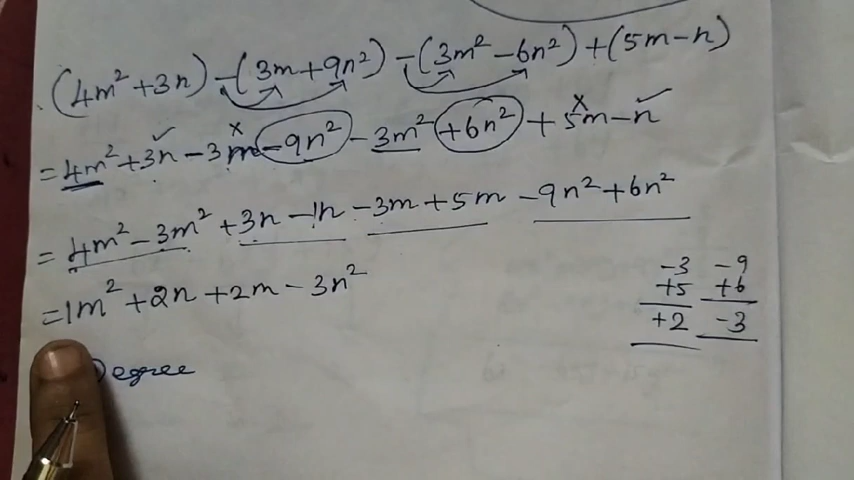 (4m² + 3n) - (3m + 9n²) - (3m² - 6n²) + (5m - n)
= 4m² + 3n - 3m - 9n² - 3m² + 6n² + 5m - n
= 4m² - 3m² + 3n - 1n - 3m + 5m - 9n² + 6n²
= 1m² + 2n + 2m - 3n²
-3 -9
+5 +6
+2 -3
Degree